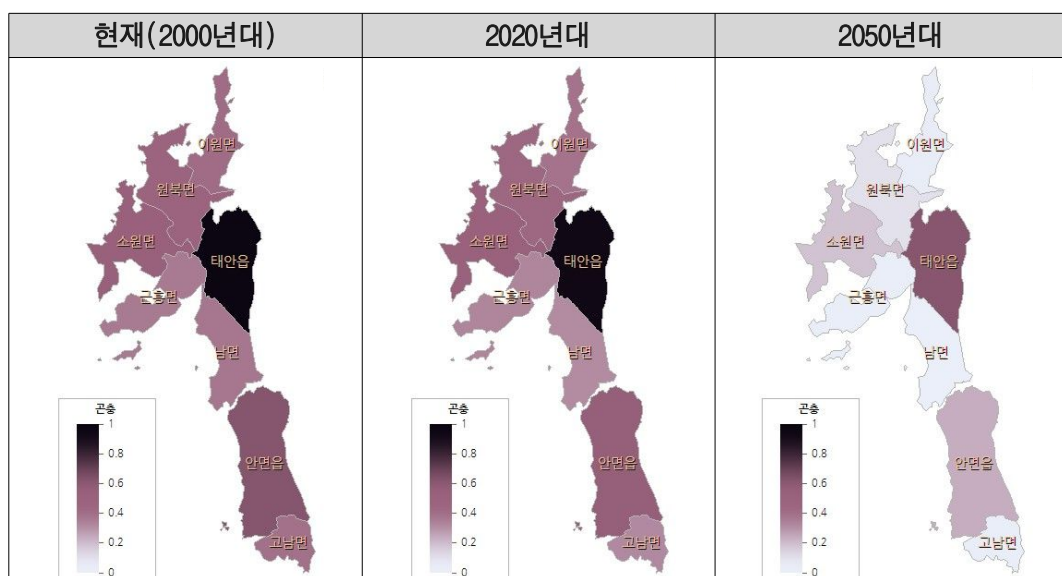 현재(2000년대)
2020년대
2050년대
이원면
원북면
소원면
태안읍
근흥면
남면
안면읍
고남면
곤충
1
0.8
0.6
0.4
0.2
0
이원면
원북면
소원면
태안읍
근흥면
남면
안면읍
고남면
곤충
1
0.8
0.6
0.4
0.2
0
이원면
원북면
소원면
태안읍
근흥면
남면
안면읍
고남면
곤충
1
0.8
0.6
0.4
0.2
0